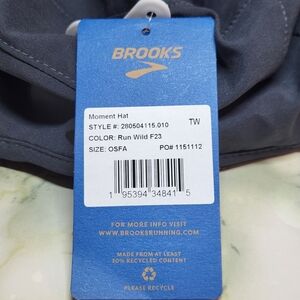 BROOKS
Moment Hat
STYLE #: 280504115.010 TW
COLOR: Run Wild F23
SIZE: OSFA PO# 1151112
1 95394 34841 5
FOR MORE INFO VISIT
WWW.BROOKSRUNNING.COM
MADE FROM AT LEAST
30% RECYCLED CONTENT
PLEASE RECYCLE